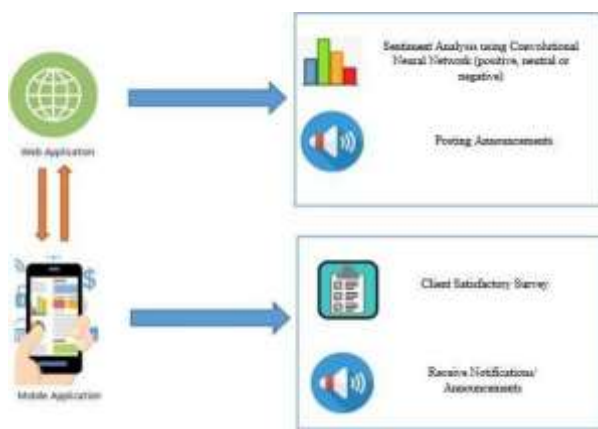 Sentiment Analysis using Convolutional
Neural Network (positive, neutral or
negative)
Web Application
Posting Announcements
Client Satisfactory Survey
Receive Notifications/
Announcements
Mobile Application